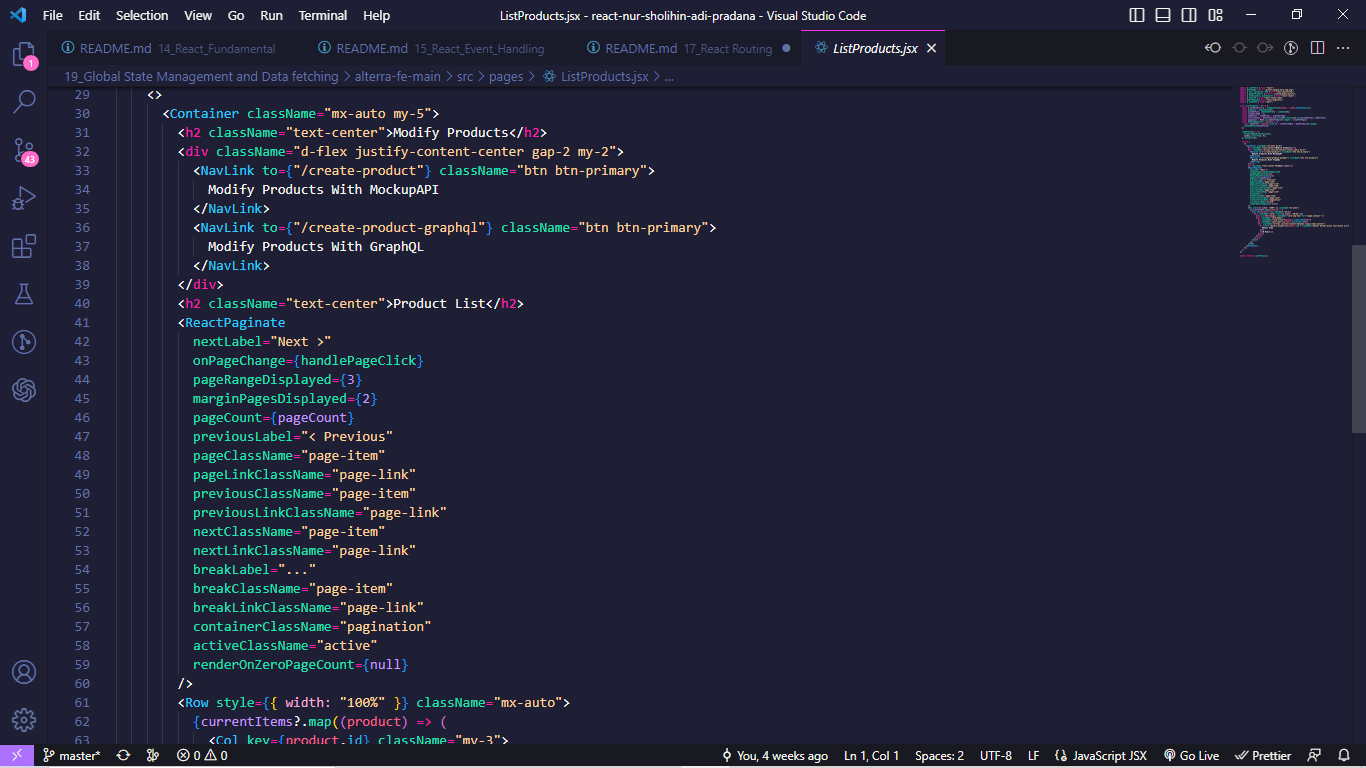 File Edit Selection View Go Run Terminal Help ListProducts.jsx - react-nur-sholihin-adi-pradana - Visual Studio Code
README.md 14_React_Fundamental README.md 15_React_Event_Handling README.md 17_React Routing ListProducts.jsx
19_Global State Management and Data fetching > alterra-fe-main > src > pages > ListProducts.jsx > ...
1
43
29 <>
30 <Container className="mx-auto my-5">
31 <h2 className="text-center">Modify Products</h2>
32 <div className="d-flex justify-content-center gap-2 my-2">
33 <NavLink to={"/create-product"} className="btn btn-primary">
34 Modify Products With MockupAPI
35 </NavLink>
36 <NavLink to={"/create-product-graphql"} className="btn btn-primary">
37 Modify Products With GraphQL
38 </NavLink>
39 </div>
40 <h2 className="text-center">Product List</h2>
41 <ReactPaginate
42 nextLabel="Next >"
43 onPageChange={handlePageClick}
44 pageRangeDisplayed={3}
45 marginPagesDisplayed={2}
46 pageCount={pageCount}
47 previousLabel="< Previous"
48 pageClassName="page-item"
49 pageLinkClassName="page-link"
50 previousClassName="page-item"
51 previousLinkClassName="page-link"
52 nextClassName="page-item"
53 nextLinkClassName="page-link"
54 breakLabel="..."
55 breakClassName="page-item"
56 breakLinkClassName="page-link"
57 containerClassName="pagination"
58 activeClassName="active"
59 renderOnZeroPageCount={null}
60 />
61 <Row style={{ width: "100%" }} className="mx-auto">
62 {currentItems?.map((product) => (
63 <Col key={product.id} className="my-3">
master* 0 0 You, 4 weeks ago Ln 1, Col 1 Spaces: 2 UTF-8 LF JavaScript JSX Go Live Prettier